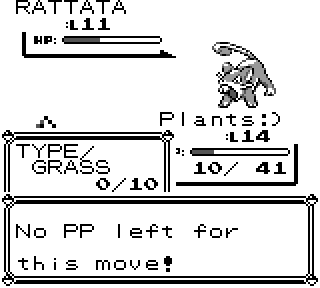 RATTATA
:L11
HP:
Plants:)
:L14
10/ 41
TYPE/
GRASS
0/10
No PP left for
this move!